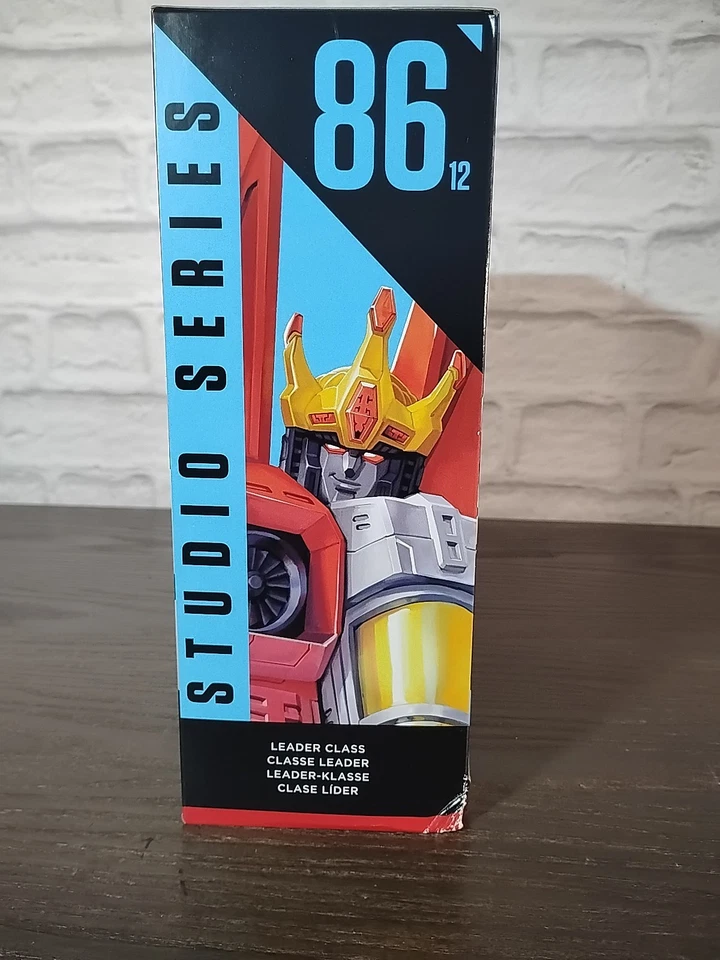 86
12
STUDIO SERIES
LEADER CLASS
CLASSE LEADER
LEADER-KLASSE
CLASE LÍDER